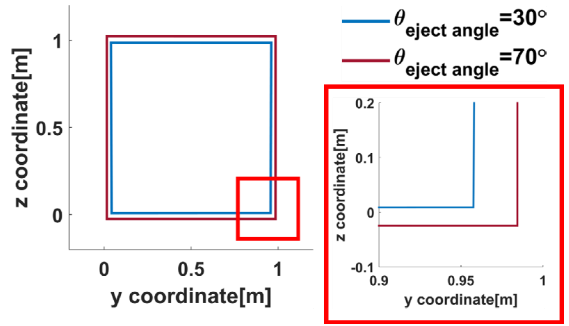 θeject angle=30°
θeject angle=70°
z coordinate[m]
1
0.5
0
0 0.5 1
y coordinate[m]
z coordinate[m]
0.2
0.1
0
-0.1
0.9 0.95 1
y coordinate[m]